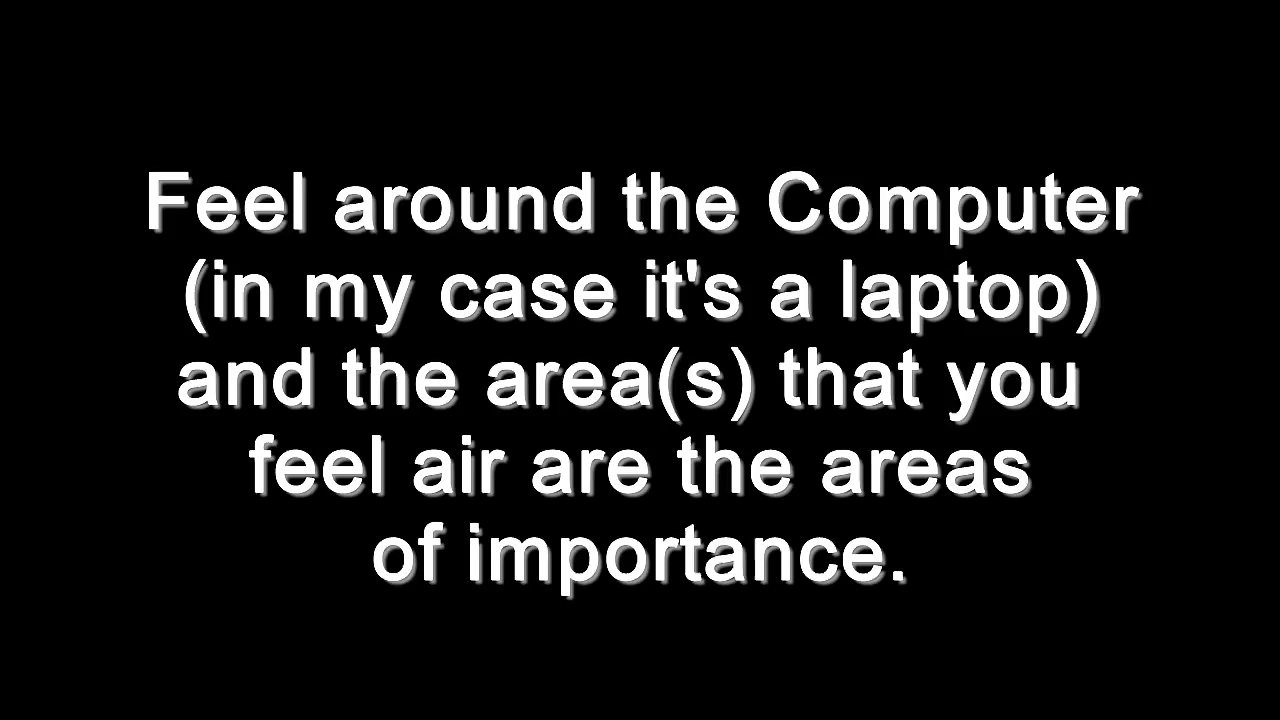 Feel around the Computer
(in my case it's a laptop)
and the area(s) that you
feel air are the areas
of importance.